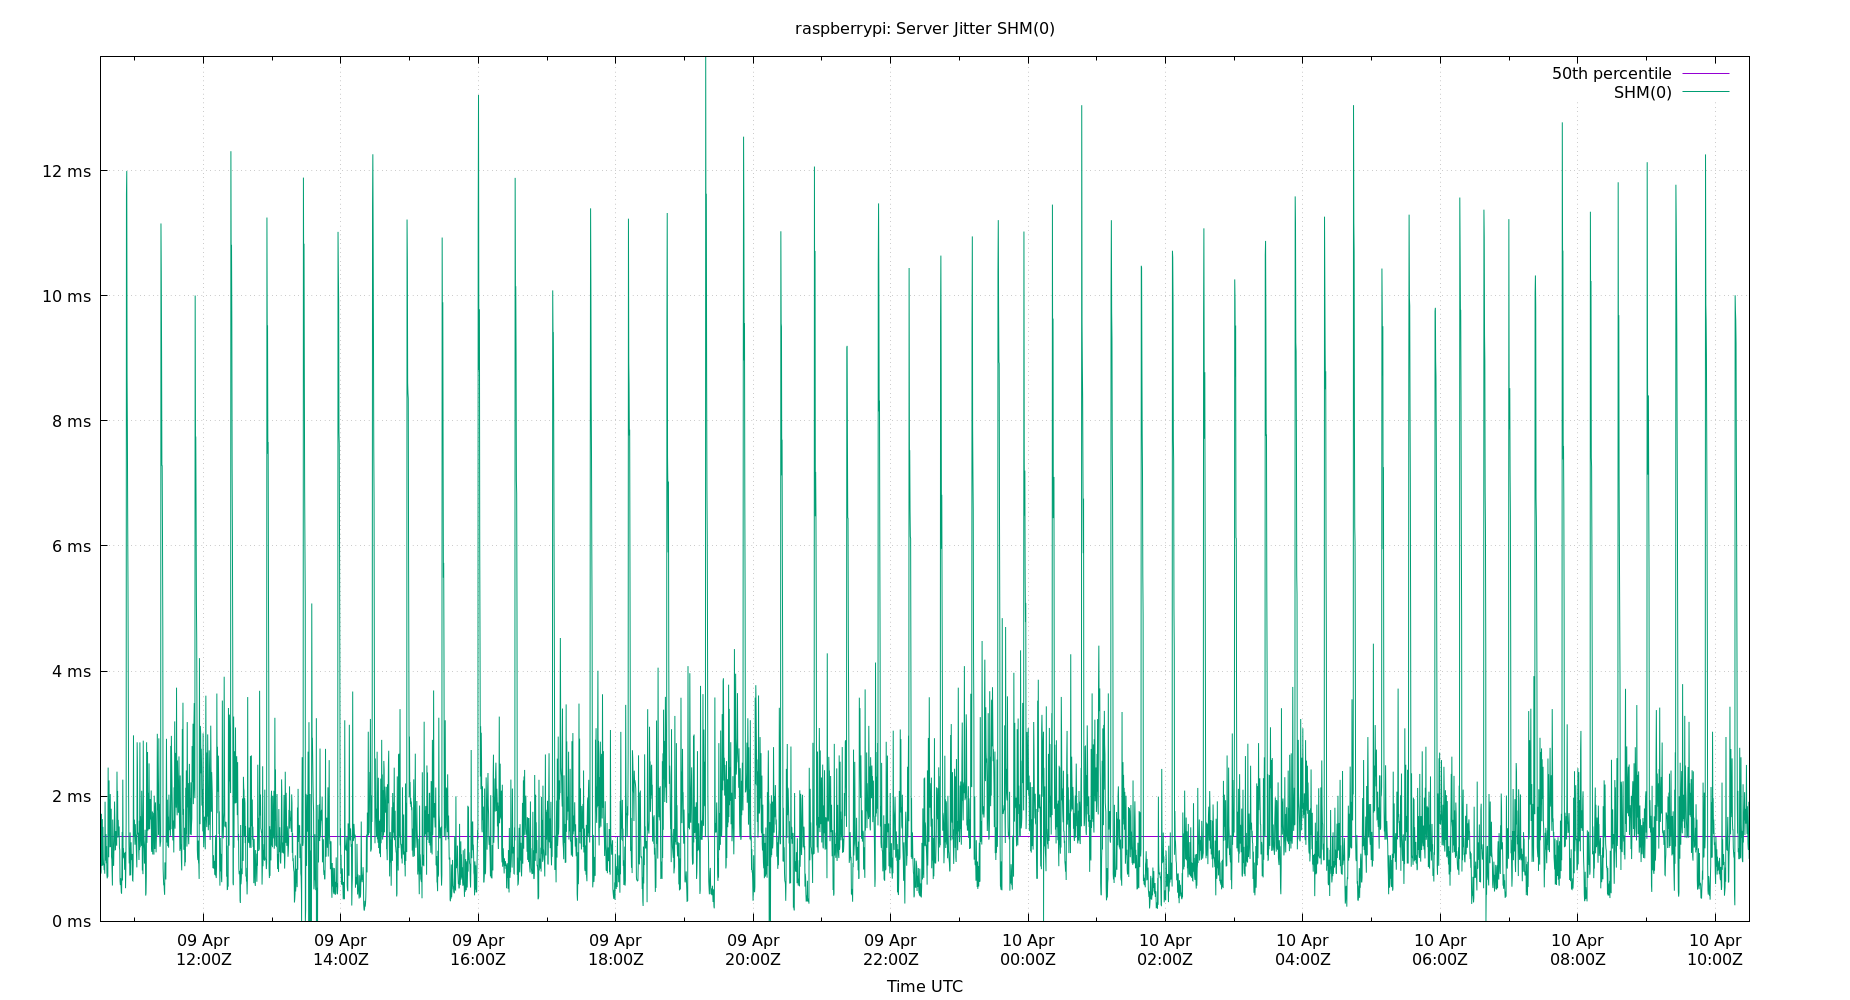 raspberrypi: Server Jitter SHM(0)
50th percentile
SHM(0)
12 ms
10 ms
8 ms
6 ms
4 ms
2 ms
0 ms
09 Apr 09 Apr 09 Apr 09 Apr 09 Apr 09 Apr 10 Apr 10 Apr 10 Apr 10 Apr 10 Apr 10 Apr
12:00Z 14:00Z 16:00Z 18:00Z 20:00Z 22:00Z 00:00Z 02:00Z 04:00Z 06:00Z 08:00Z 10:00Z
Time UTC